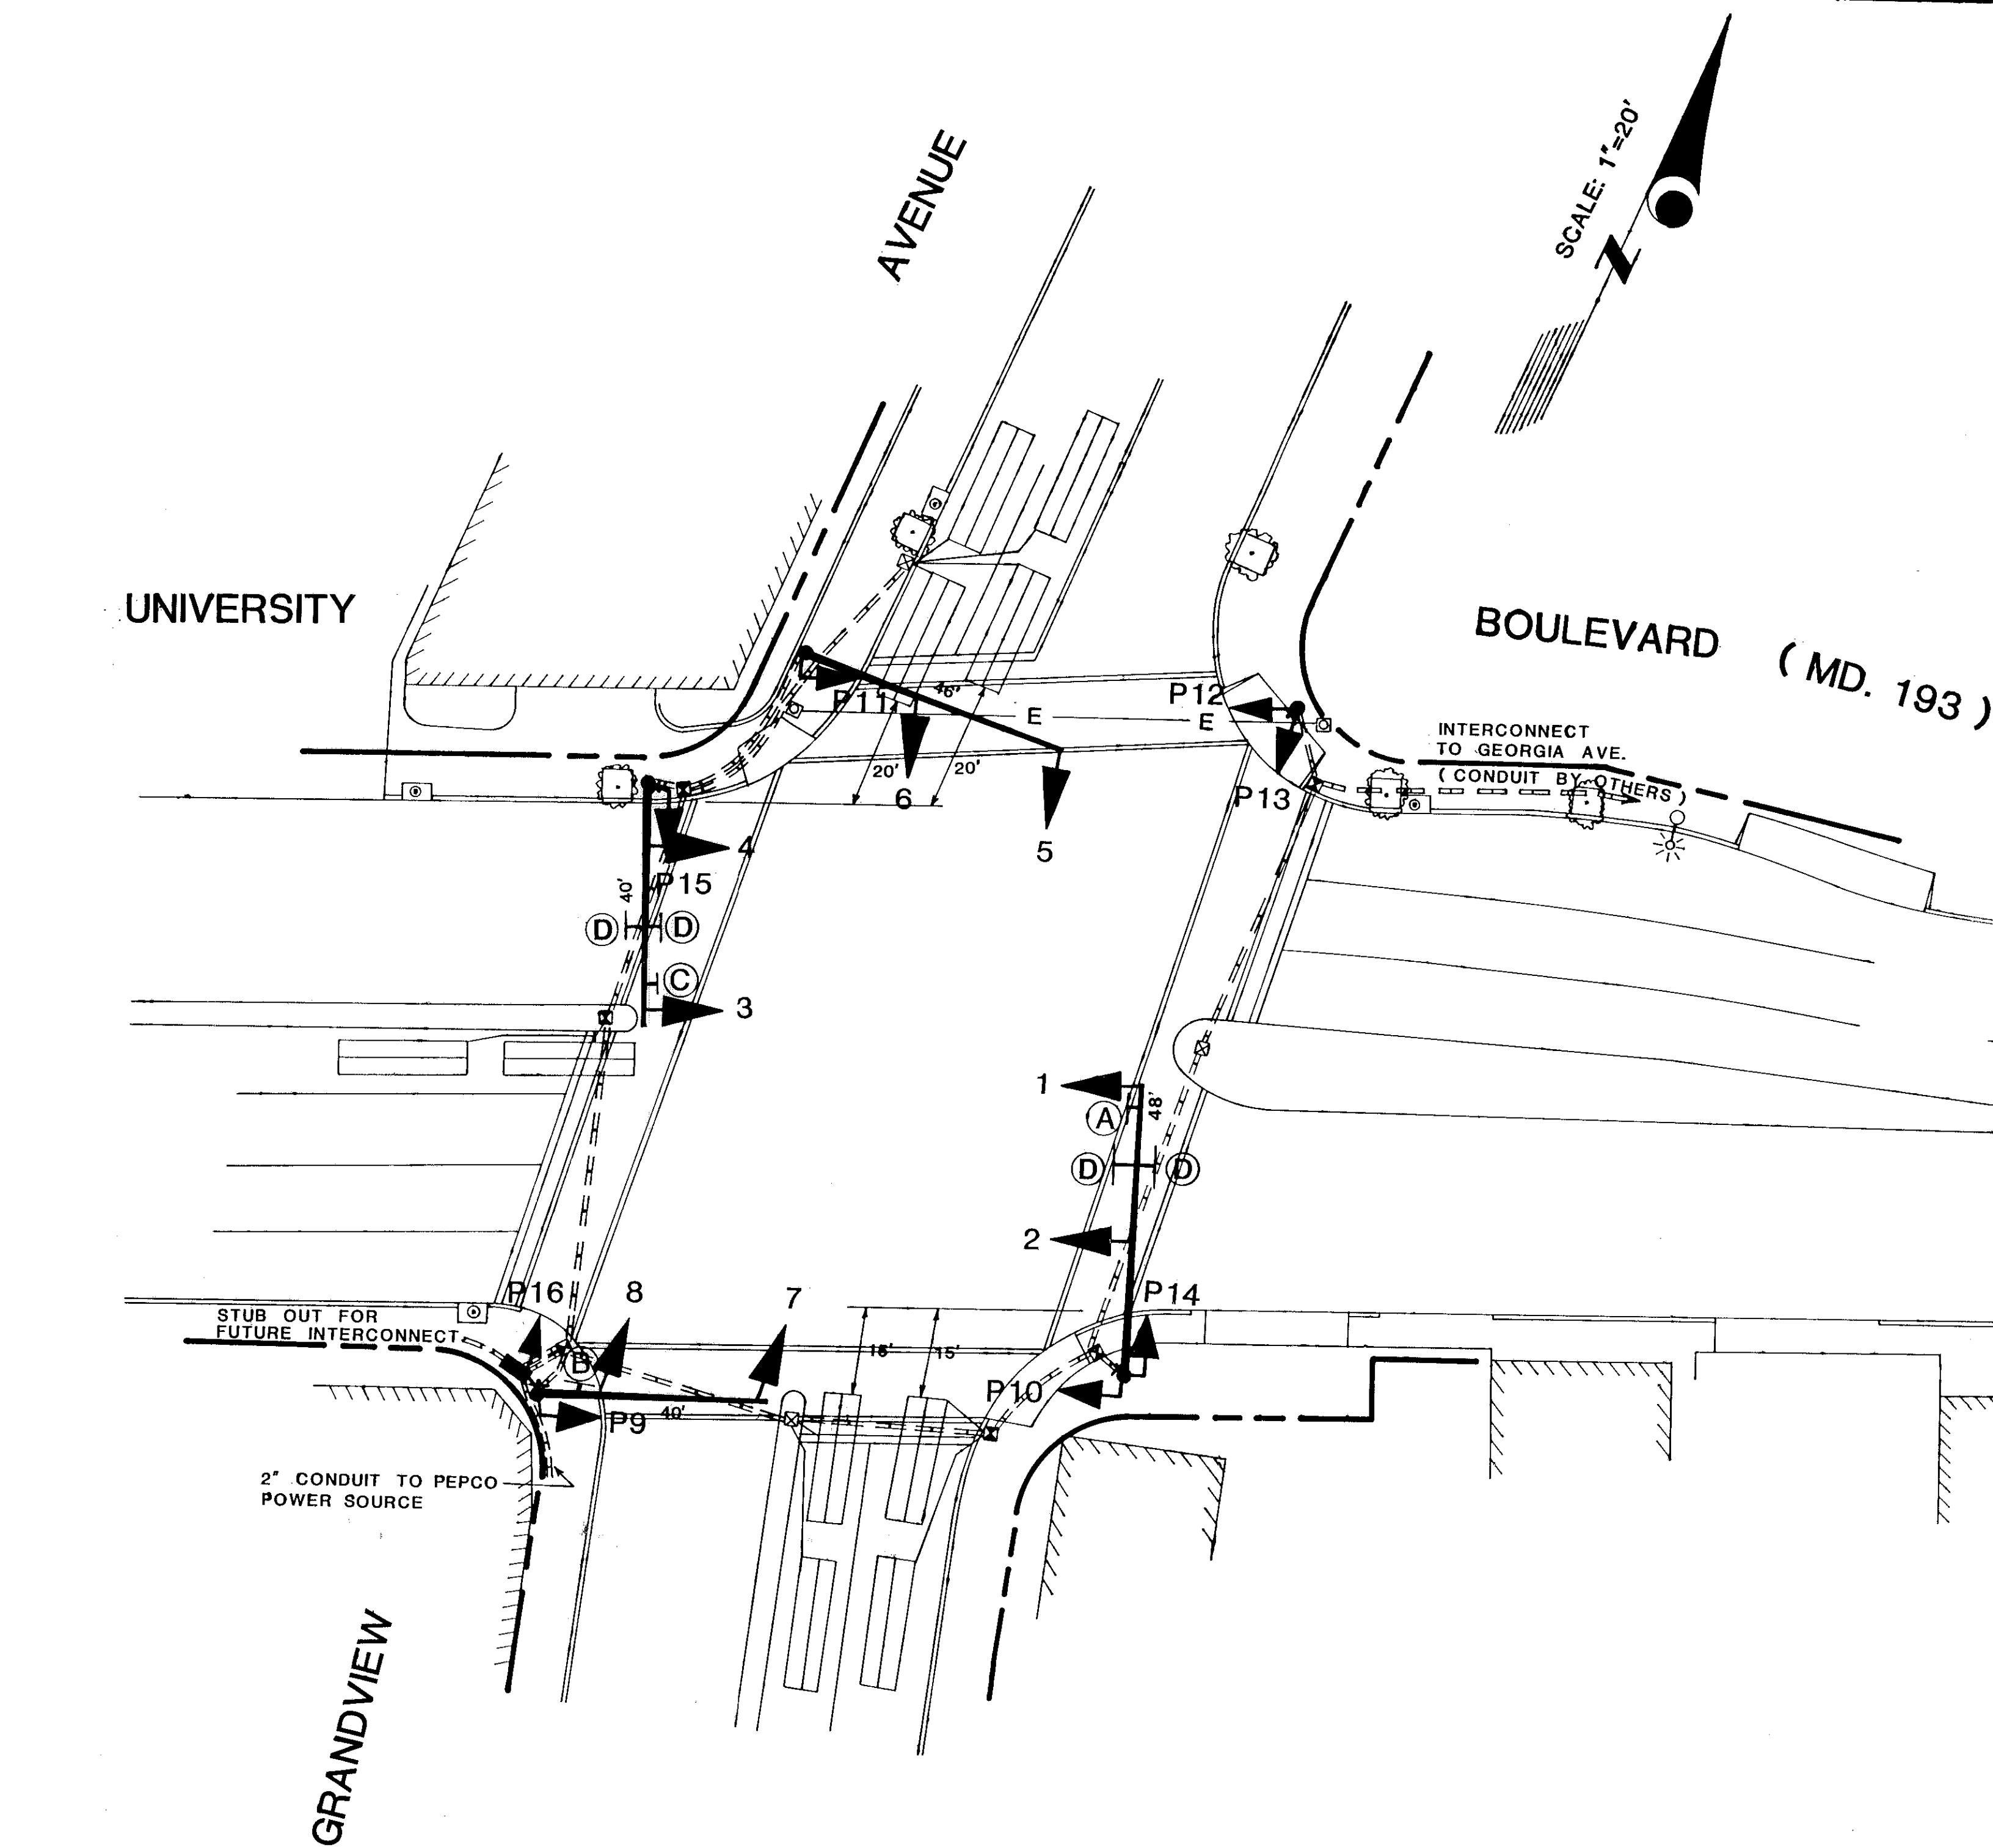 SCALE: 1"=20'
N
AVENUE
UNIVERSITY
BOULEVARD ( MD. 193 )
P11
46'
E
E
P12
INTERCONNECT
TO GEORGIA AVE.
( CONDUIT BY OTHERS )
20'
20'
6
5
P13
4
40'
P15
D
D
C
3
1
A
48'
D
D
2
P16
8
7
P14
STUB OUT FOR
FUTURE INTERCONNECT
B
15'
P10
P9
40'
2" CONDUIT TO PEPCO
POWER SOURCE
GRANDVIEW